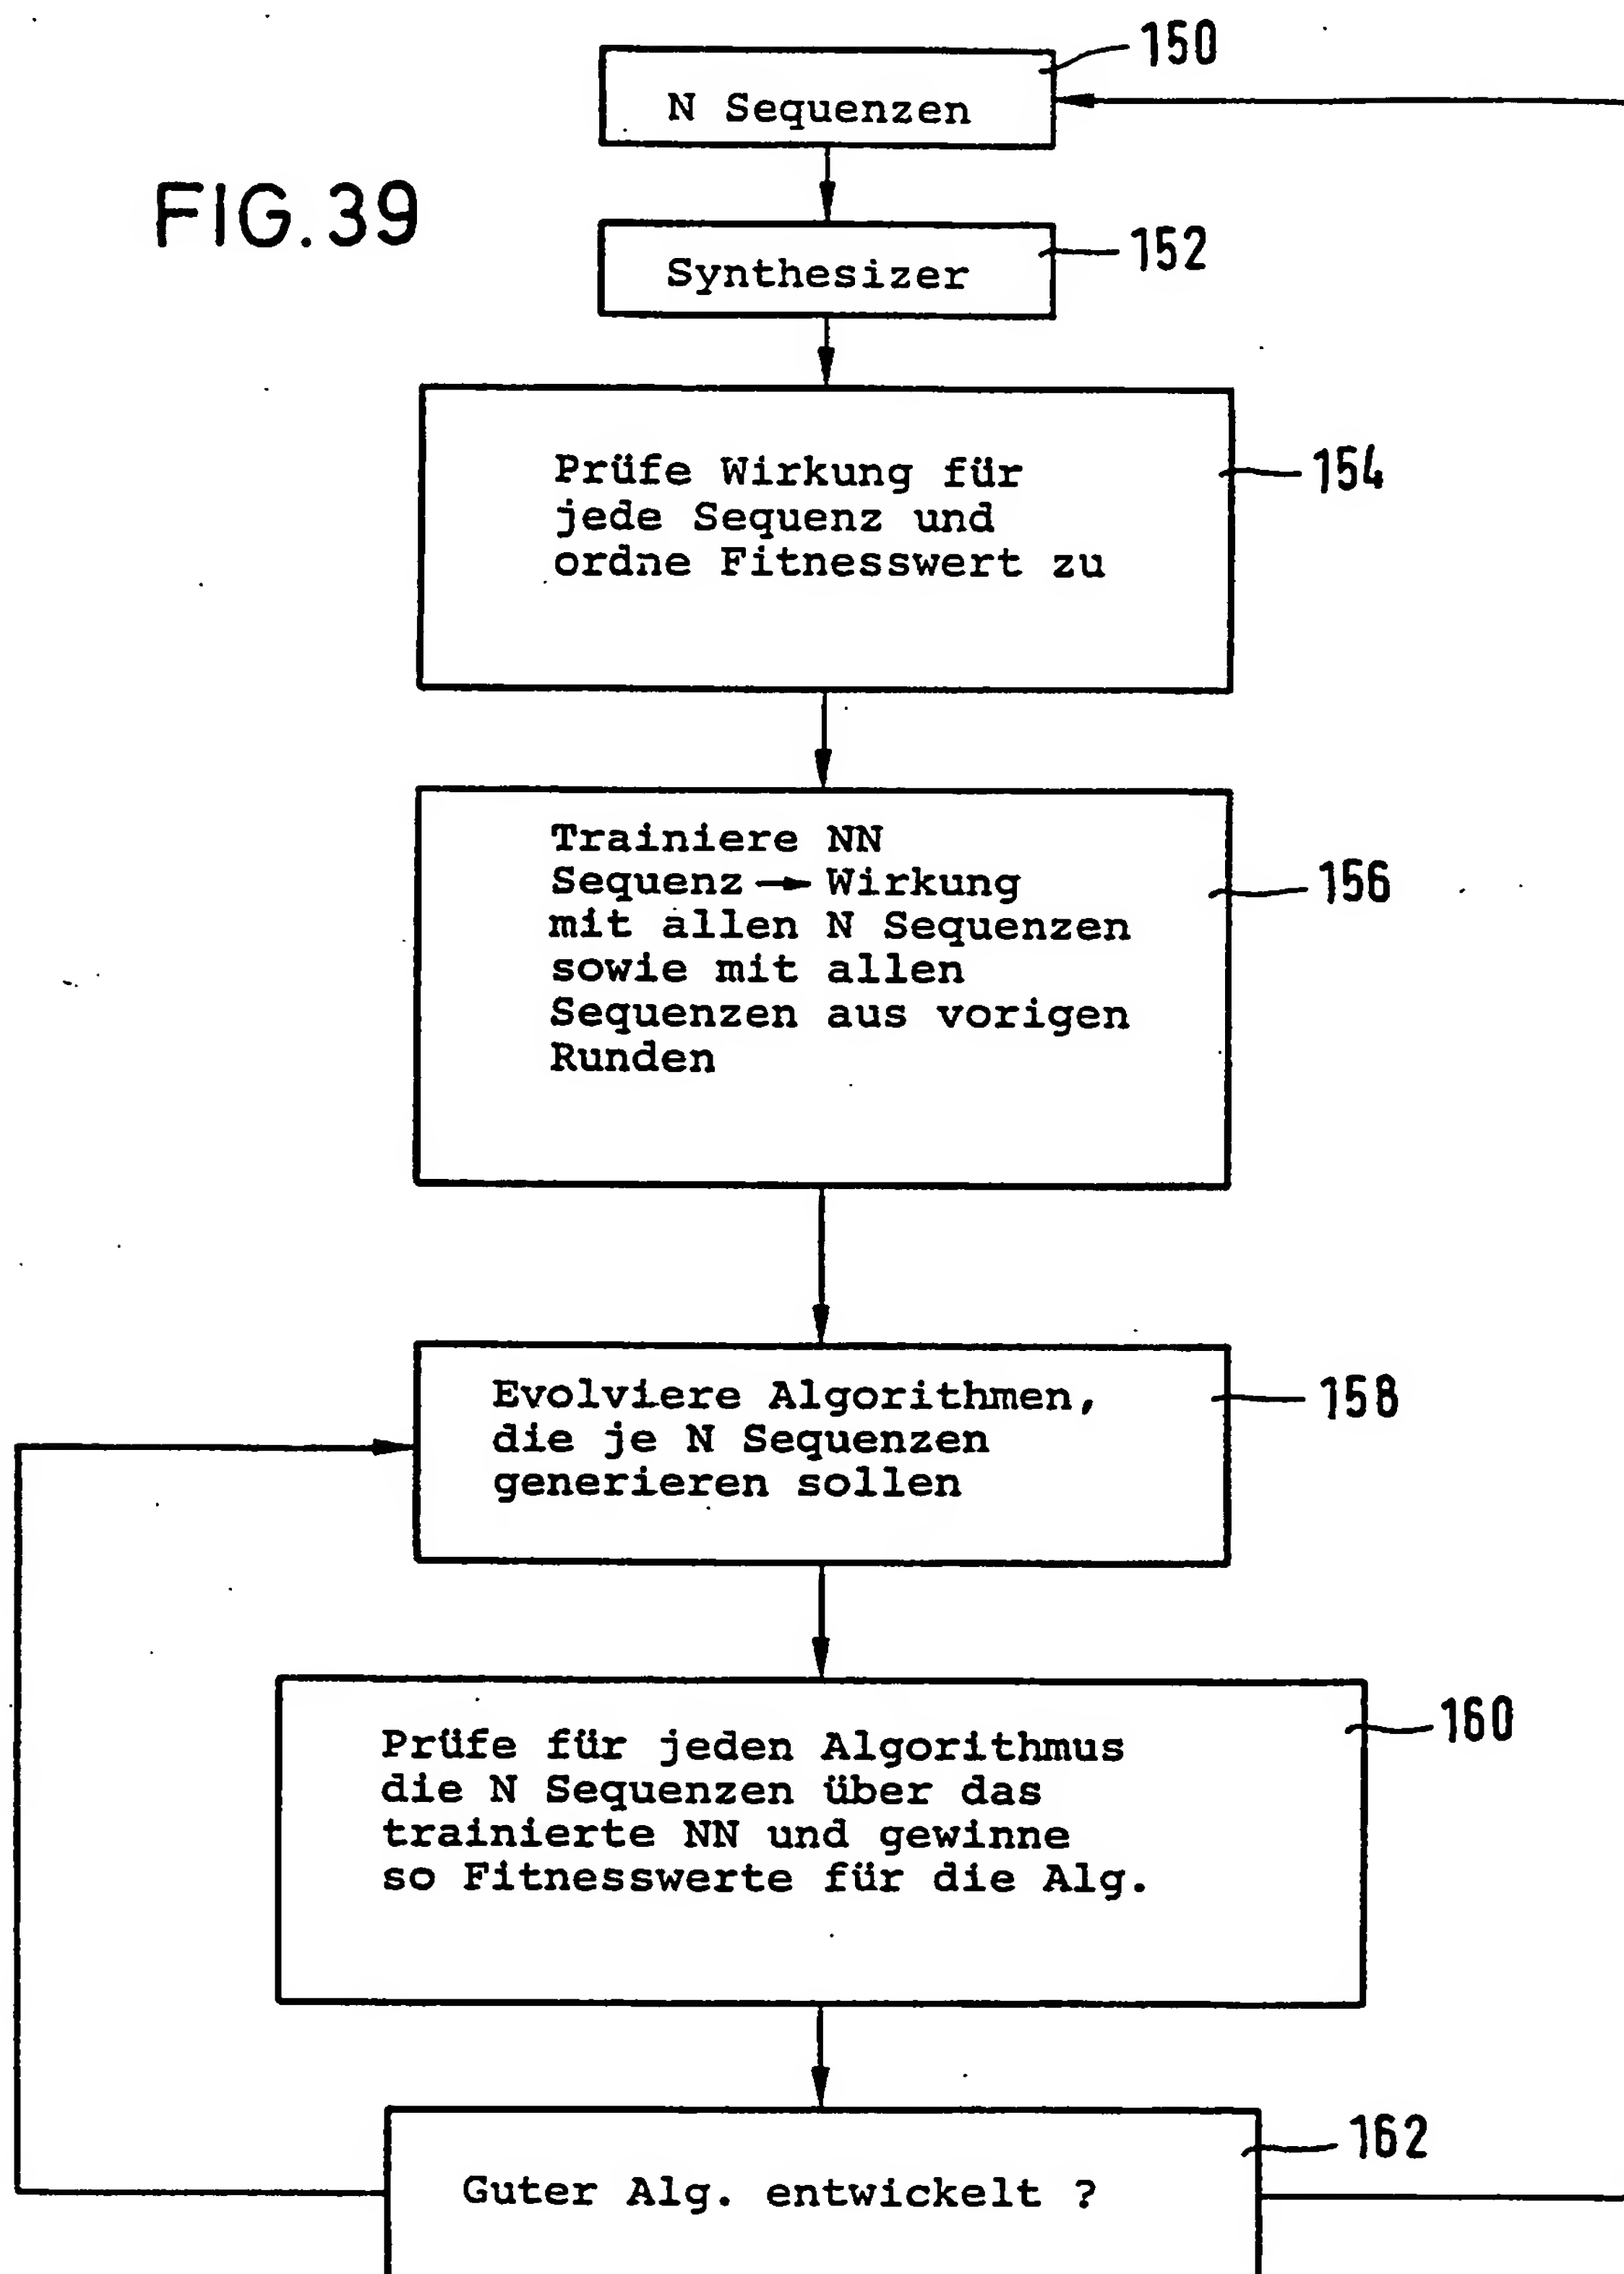 150
N Sequenzen
FIG. 39
152
Synthesizer
154
Prüfe Wirkung für
jede Sequenz und
ordne Fitnesswert zu
156
Trainiere NN
Sequenz → Wirkung
mit allen N Sequenzen
sowie mit allen
Sequenzen aus vorigen
Runden
158
Evolviere Algorithmen,
die je N Sequenzen
generieren sollen
160
Prüfe für jeden Algorithmus
die N Sequenzen über das
trainierte NN und gewinne
so Fitnesswerte für die Alg.
162
Guter Alg. entwickelt ?